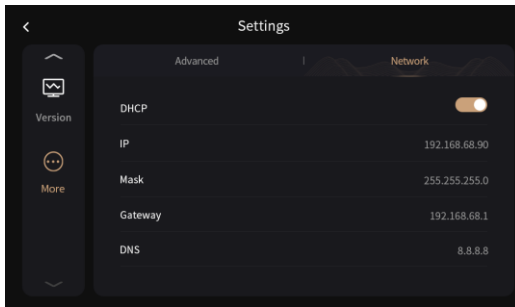 Settings
Advanced
Network
Version
More
DHCP
IP 192.168.68.90
Mask 255.255.255.0
Gateway 192.168.68.1
DNS 8.8.8.8